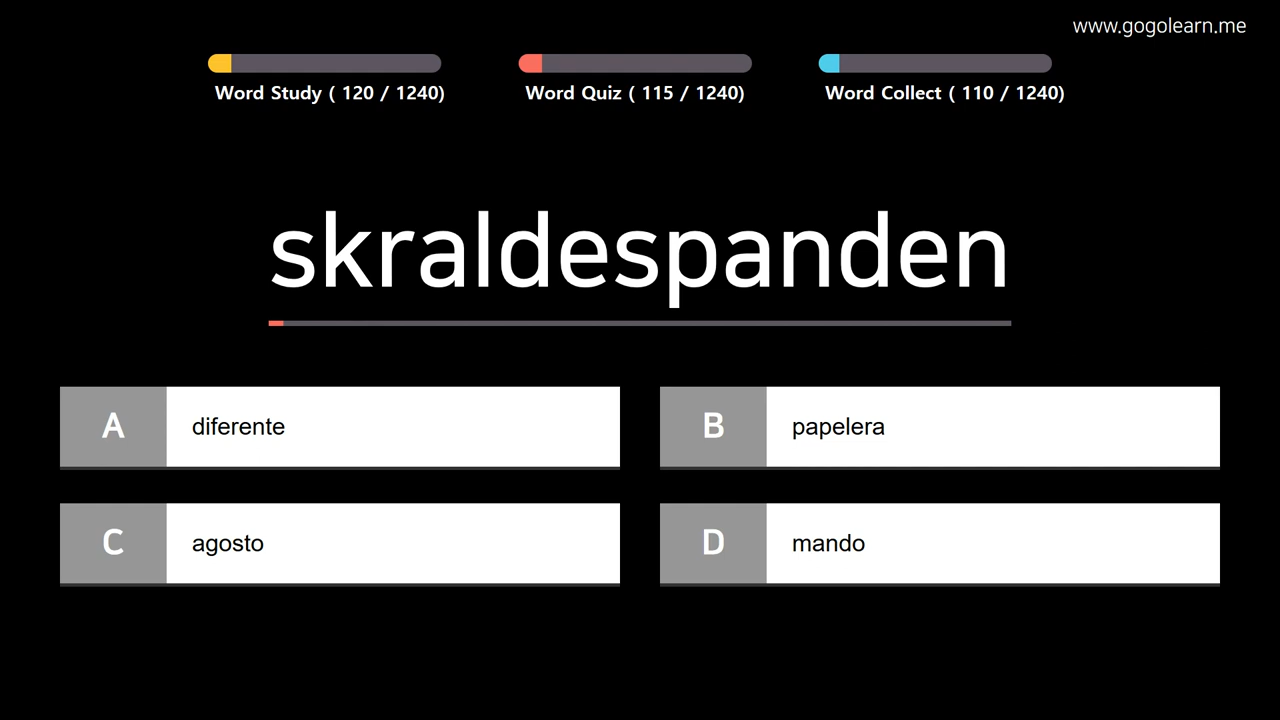 www.gogolearn.me
Word Study ( 120 / 1240)
Word Quiz ( 115 / 1240)
Word Collect ( 110 / 1240)
skraldespanden
A
diferente
B
papelera
C
agosto
D
mando